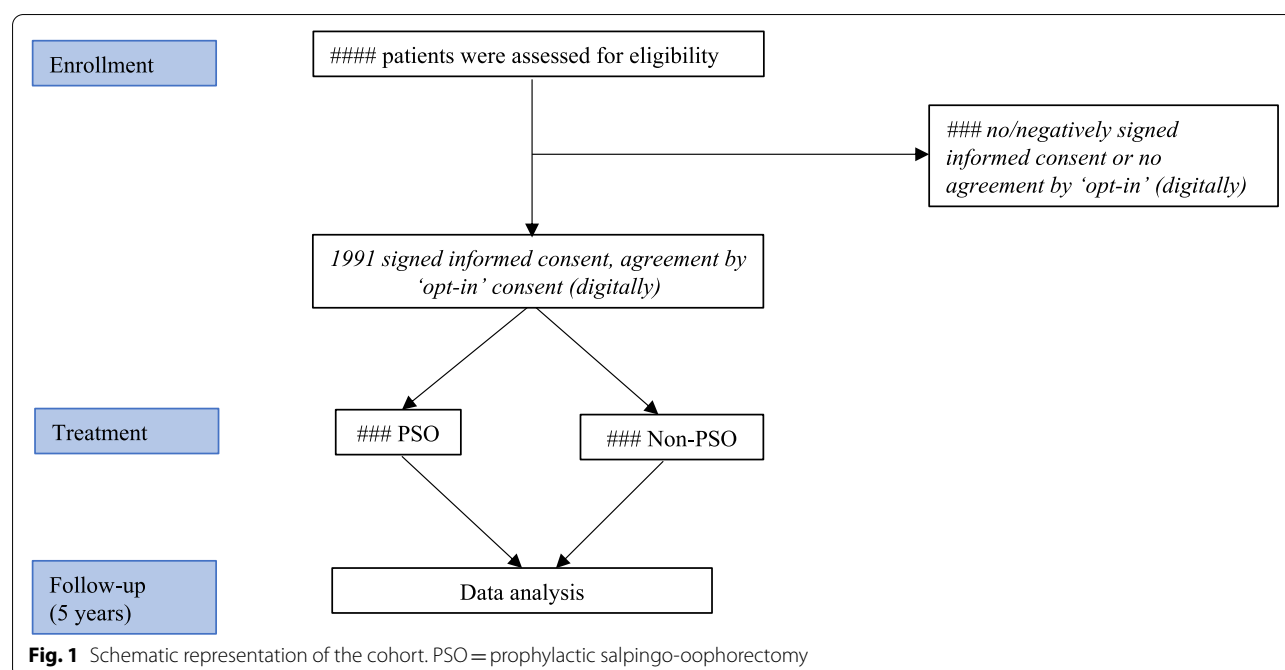 Enrollment
#### patients were assessed for eligibility
### no/negatively signed
informed consent or no
agreement by ‘opt-in’ (digitally)
1991 signed informed consent, agreement by
‘opt-in’ consent (digitally)
Treatment
### PSO
### Non-PSO
Follow-up
(5 years)
Data analysis
Fig. 1 Schematic representation of the cohort. PSO = prophylactic salpingo-oophorectomy